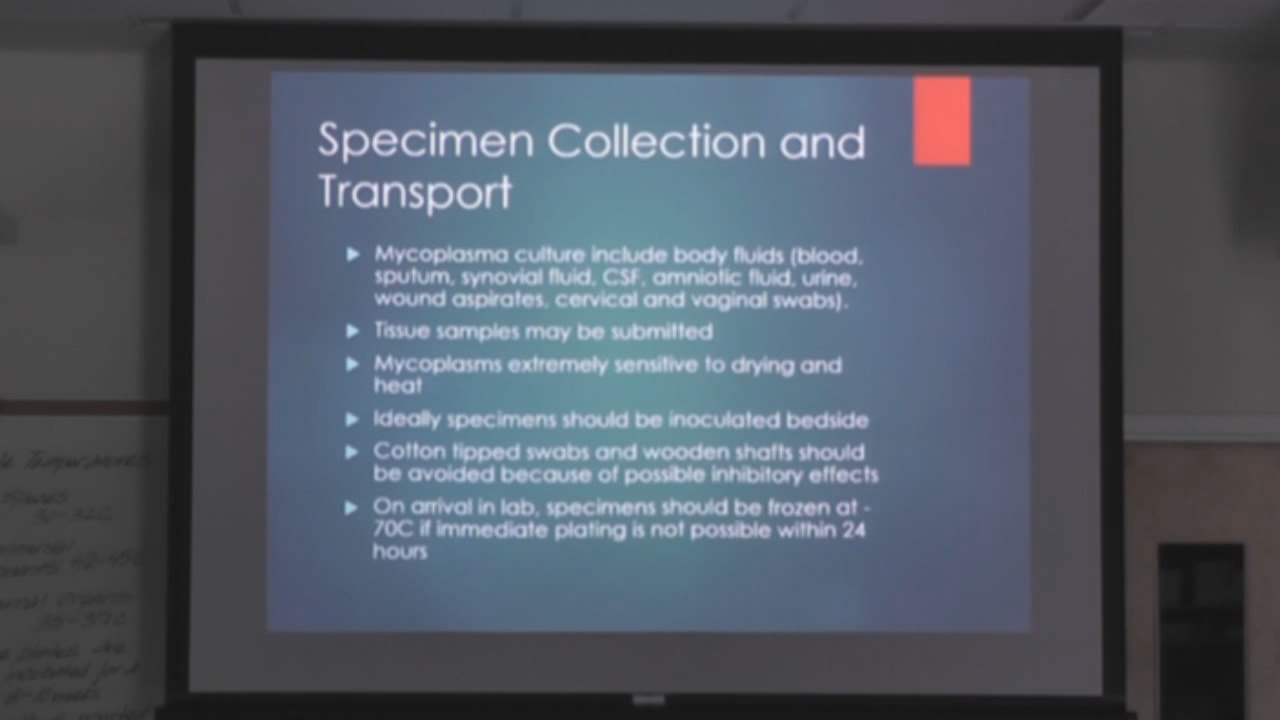 Specimen Collection and
Transport
Mycoplasma culture include body fluids (blood,
sputum, synovial fluid, CSF, amniotic fluid, urine,
wound aspirates, cervical and vaginal swabs).
Tissue samples may be submitted
Mycoplasms extremely sensitive to drying and
heat
Ideally specimens should be inoculated bedside
Cotton tipped swabs and wooden shafts should
be avoided because of possible inhibitory effects
On arrival in lab, specimens should be frozen at -
70C if immediate plating is not possible within 24
hours